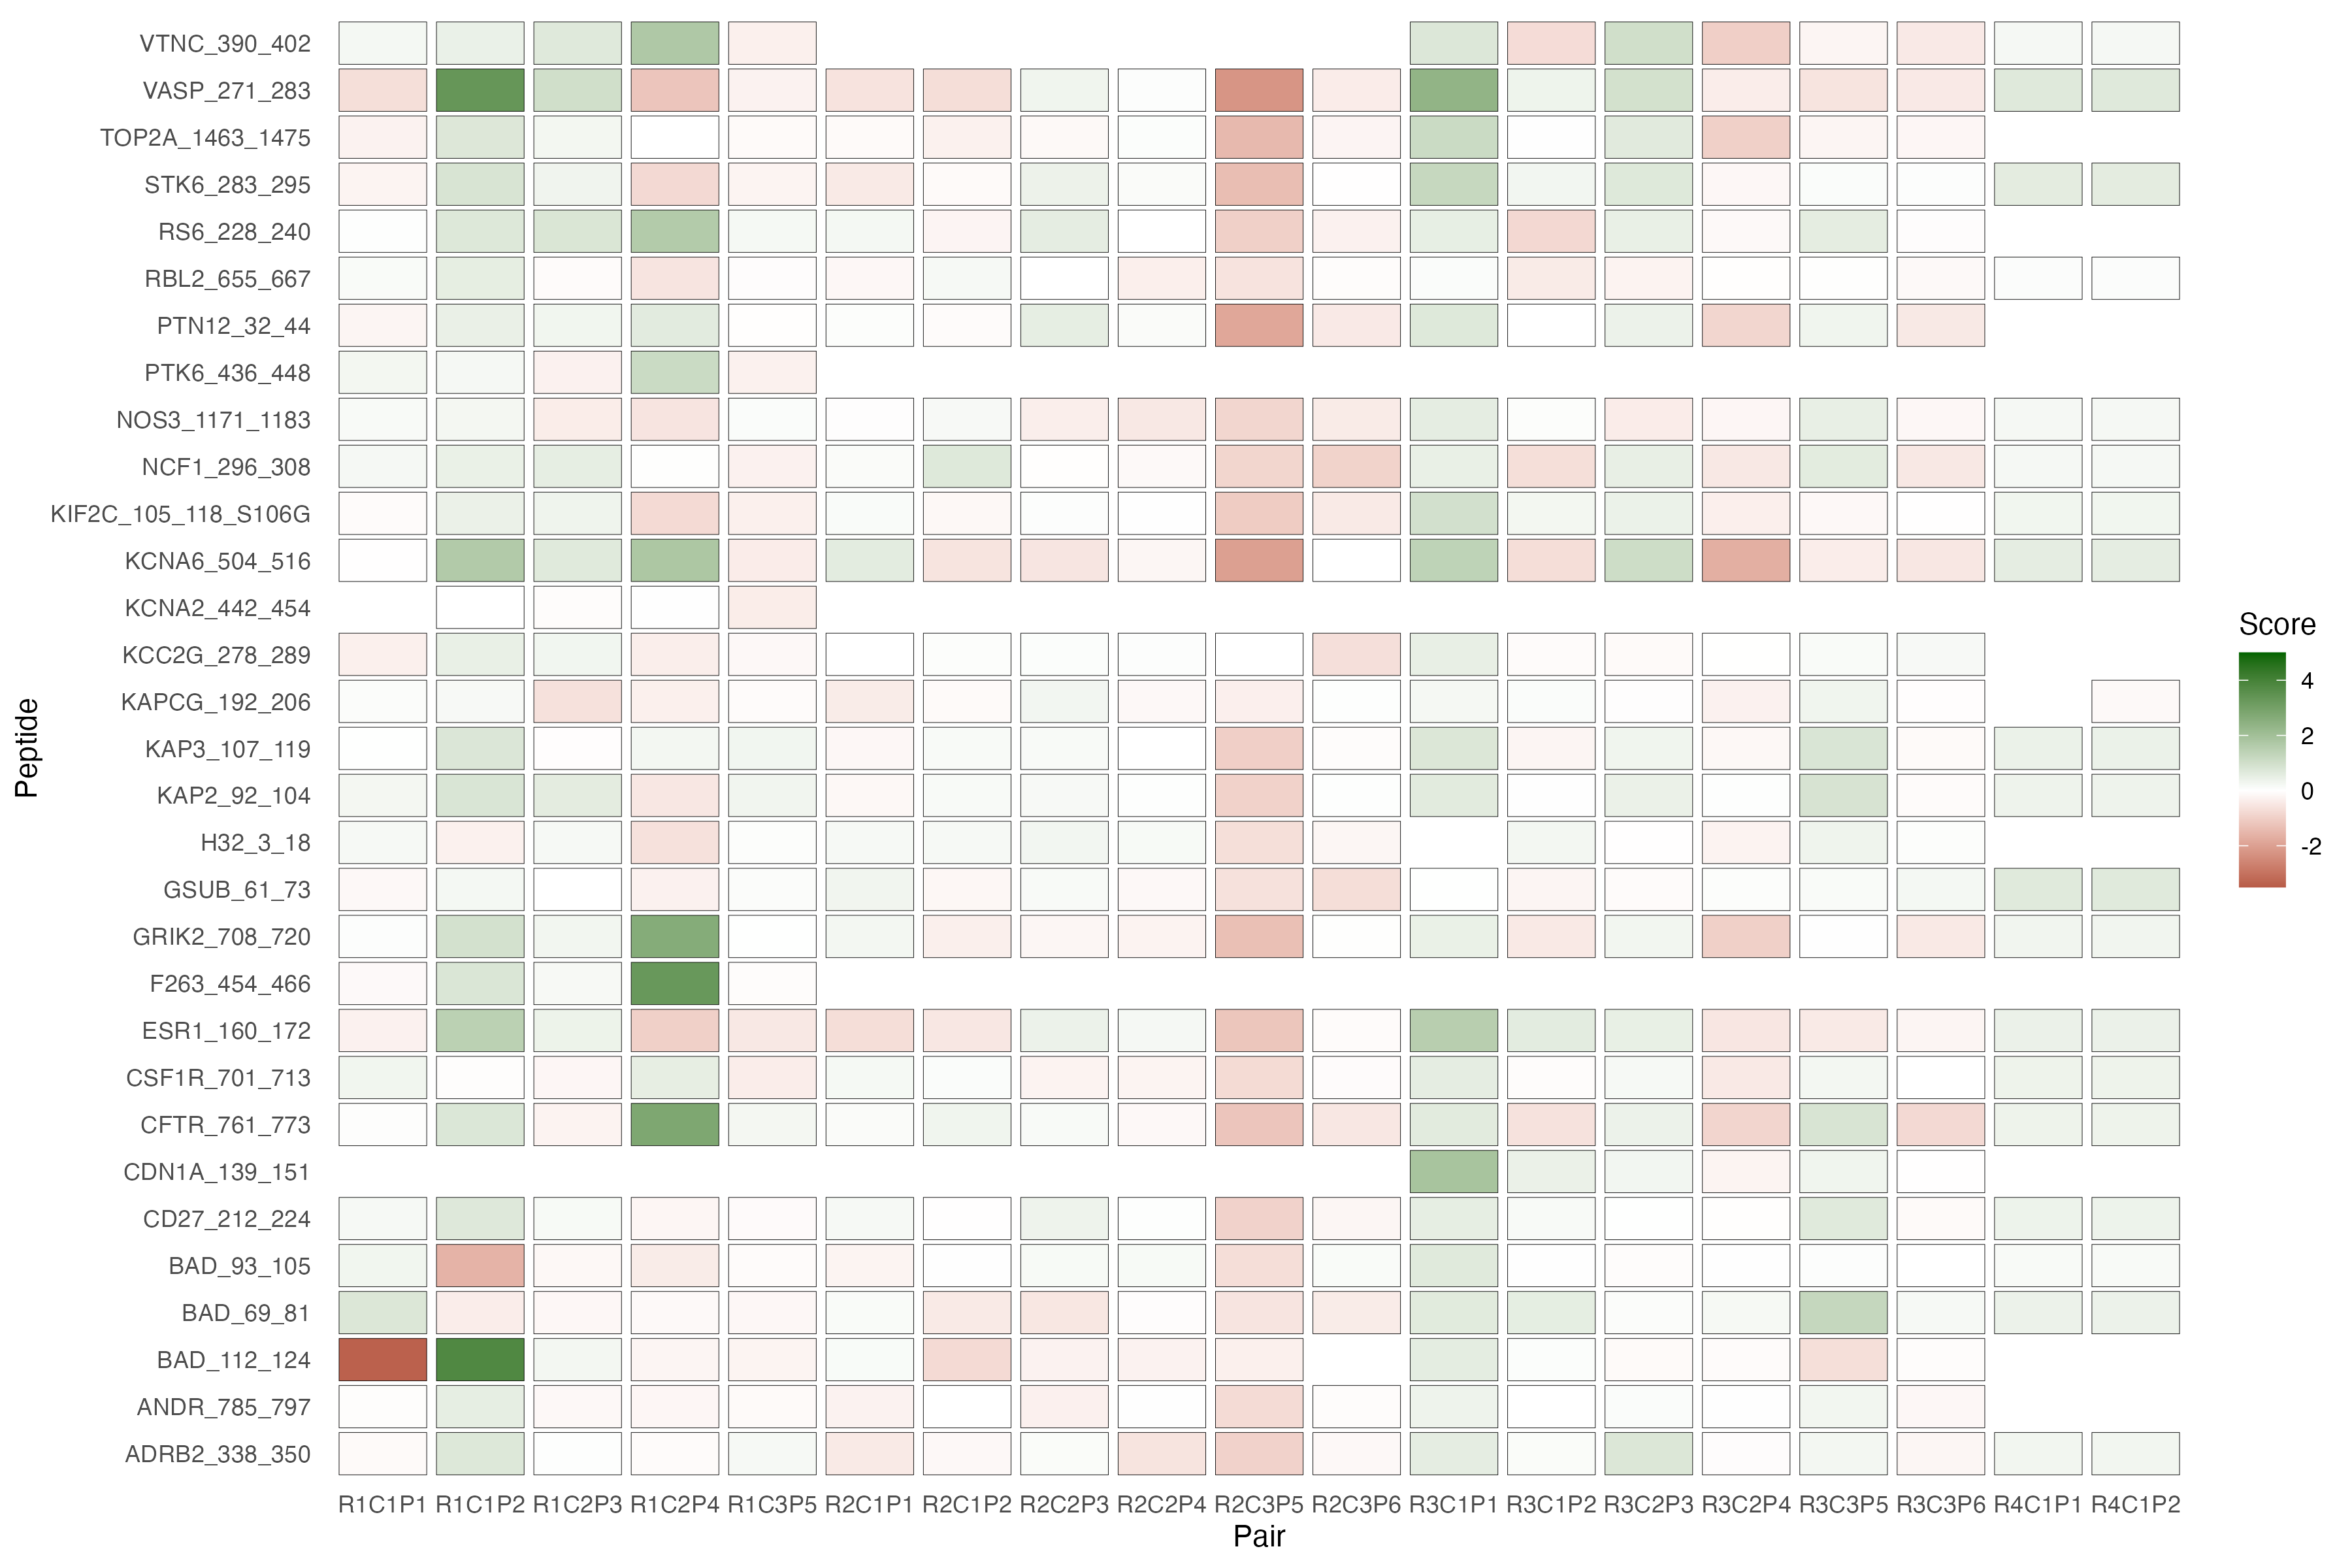 VTNC_390_402
VASP_271_283
TOP2A_1463_1475
STK6_283_295
RS6_228_240
RBL2_655_667
PTN12_32_44
PTK6_436_448
NOS3_1171_1183
NCF1_296_308
KIF2C_105_118_S106G
KCNA6_504_516
KCNA2_442_454
KCC2G_278_289
KAPCG_192_206
KAP3_107_119
KAP2_92_104
H32_3_18
GSUB_61_73
GRIK2_708_720
F263_454_466
ESR1_160_172
CSF1R_701_713
CFTR_761_773
CDN1A_139_151
CD27_212_224
BAD_93_105
BAD_69_81
BAD_112_124
ANDR_785_797
ADRB2_338_350
Peptide
R1C1P1 R1C1P2 R1C2P3 R1C2P4 R1C3P5 R2C1P1 R2C1P2 R2C2P3 R2C2P4 R2C3P5 R2C3P6 R3C1P1 R3C1P2 R3C2P3 R3C2P4 R3C3P5 R3C3P6 R4C1P1 R4C1P2
Pair
Score
4
2
0
-2